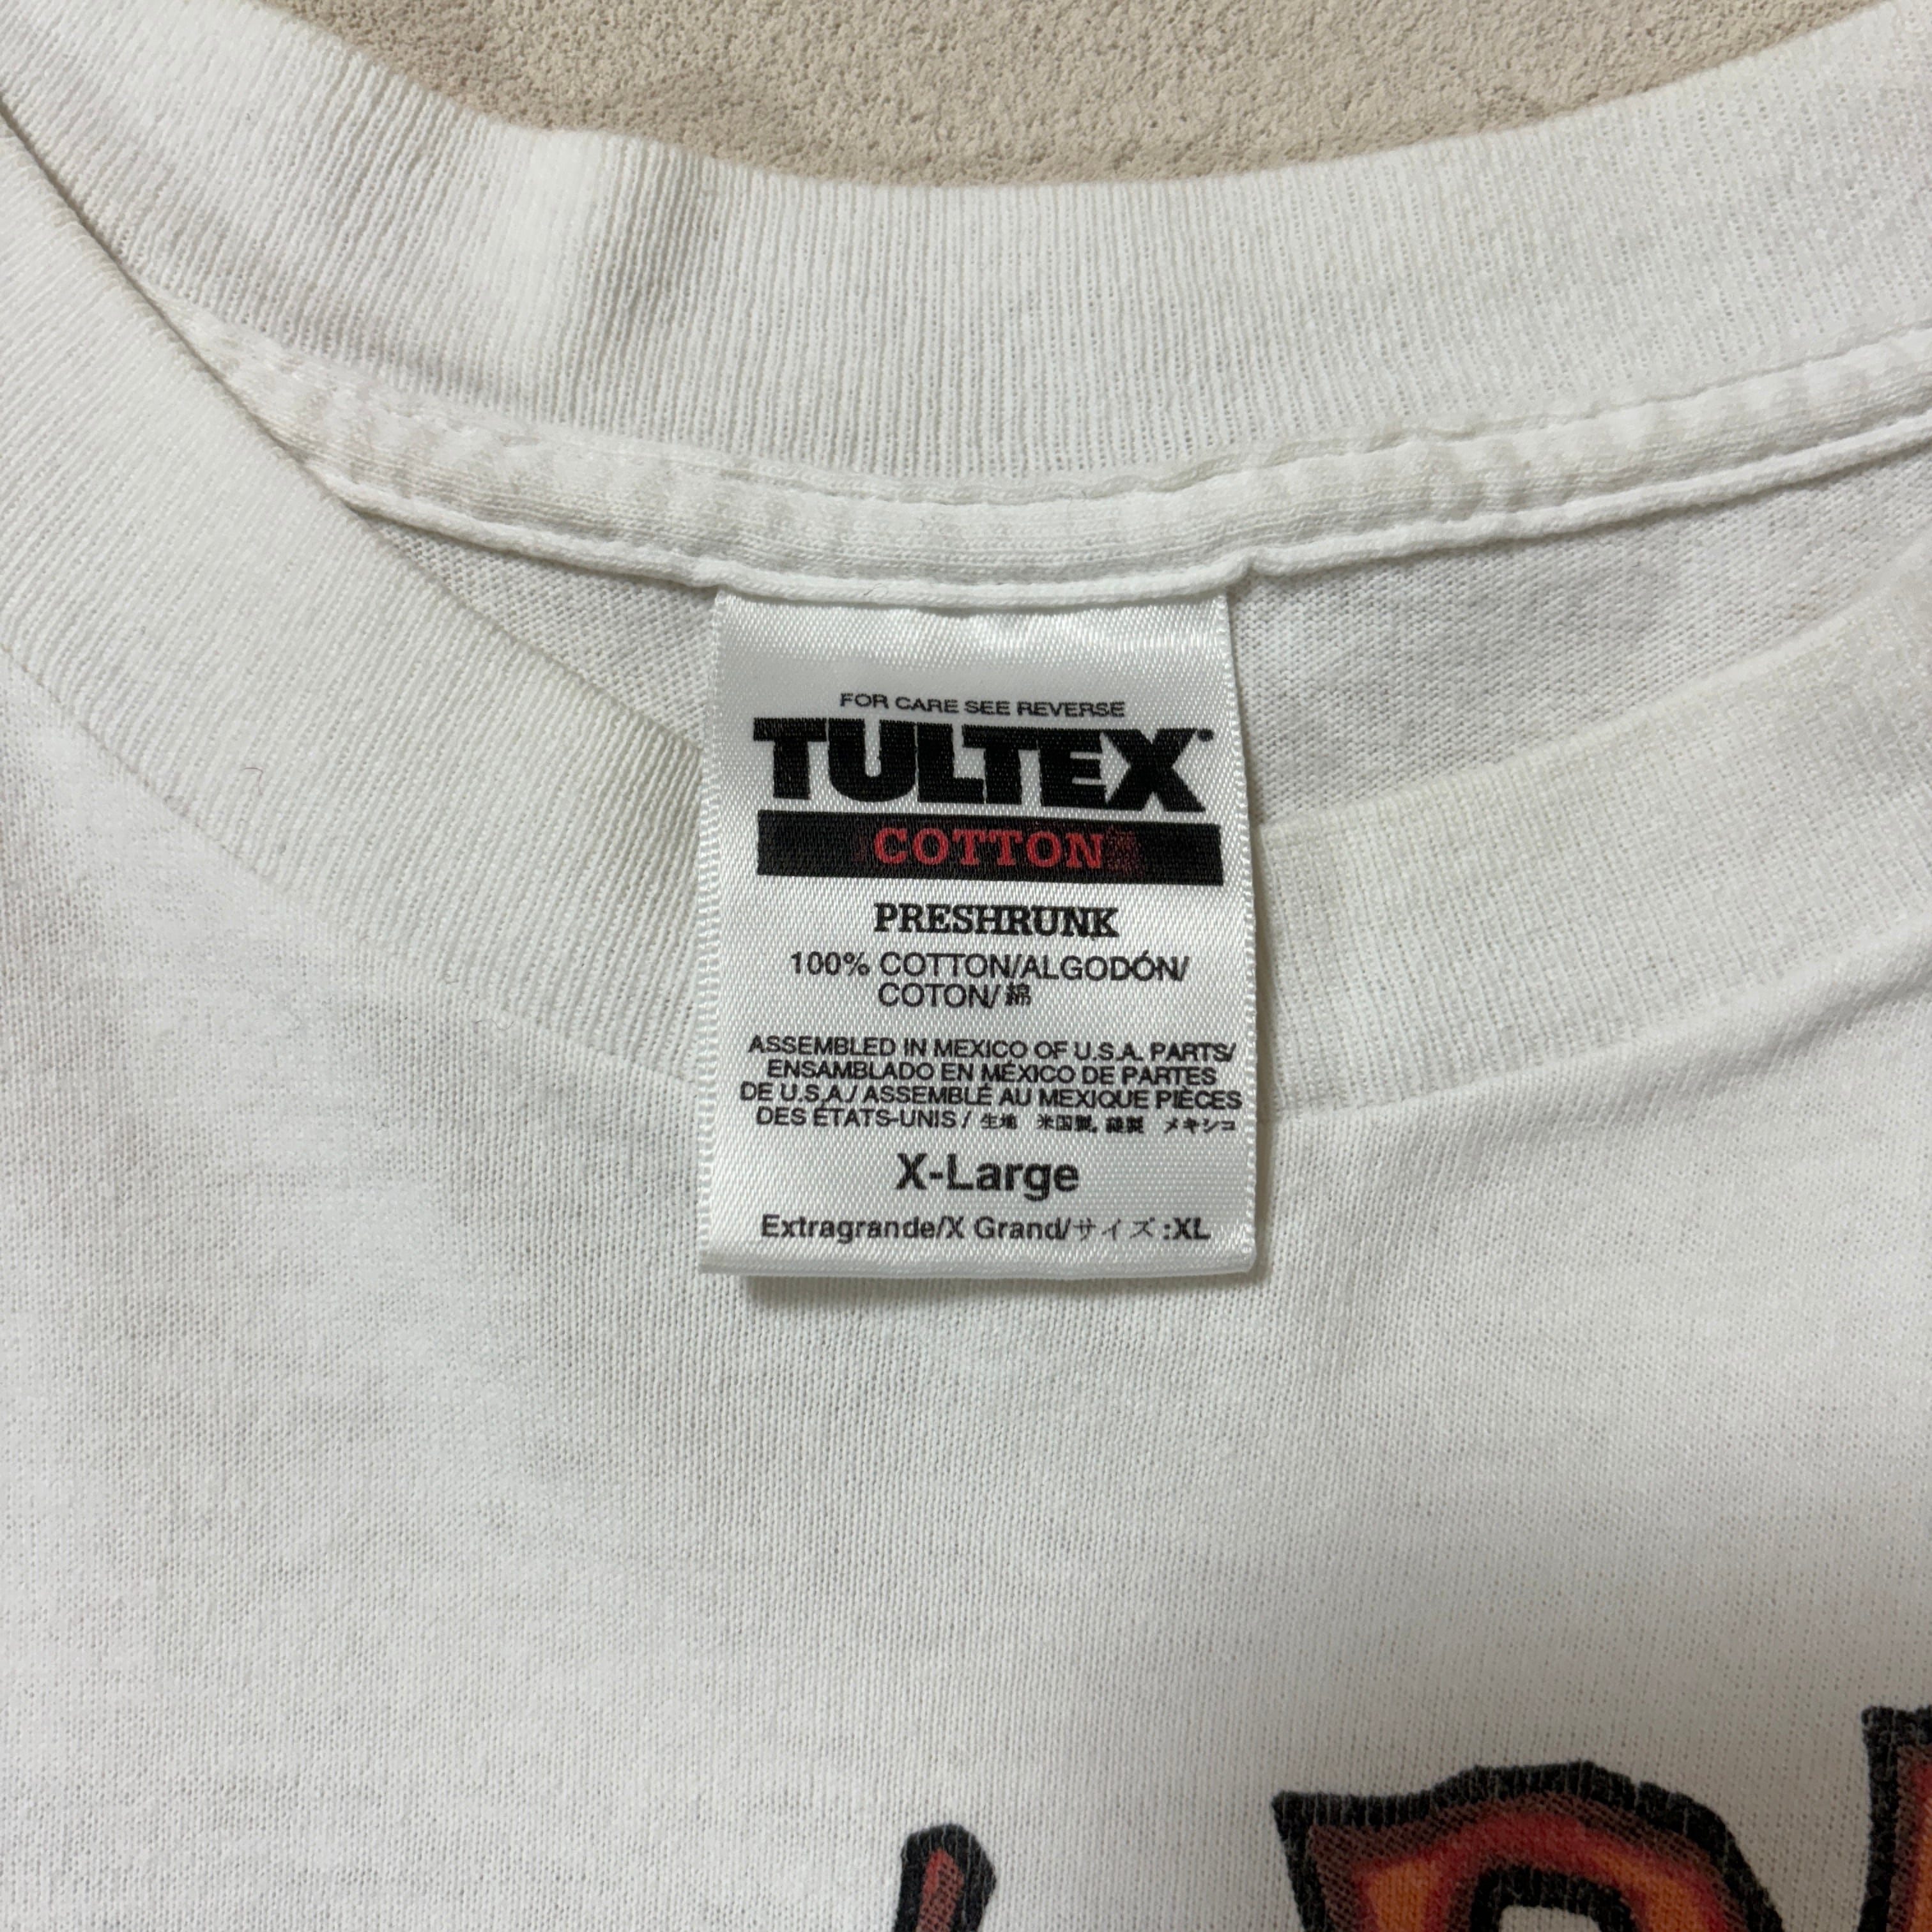 FOR CARE SEE REVERSE
TULTEX
COTTON
PRESHRUNK
100% COTTON/ALGODÓN/
COTON/綿
ASSEMBLED IN MEXICO OF U.S.A. PARTS/
ENSAMBLADO EN MÉXICO DE PARTES
DE U.S.A./ ASSEMBLÉ AU MEXIQUE PIÈCES
DES ÉTATS-UNIS / 生地 米国製, 縫製 メキシコ
X-Large
Extragrande/X Grand/サイズ:XL